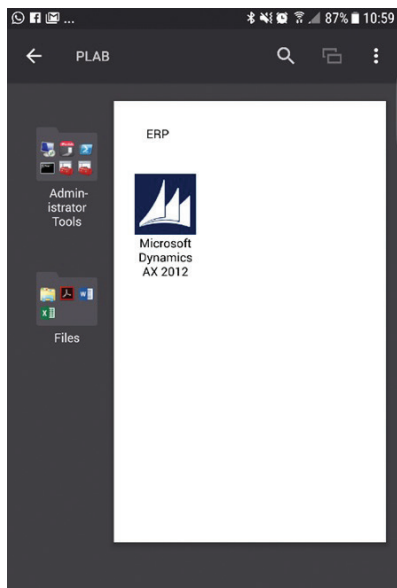 ... 87% 10:59
PLAB
ERP
Admin-
istrator
Tools
Microsoft
Dynamics
AX 2012
Files